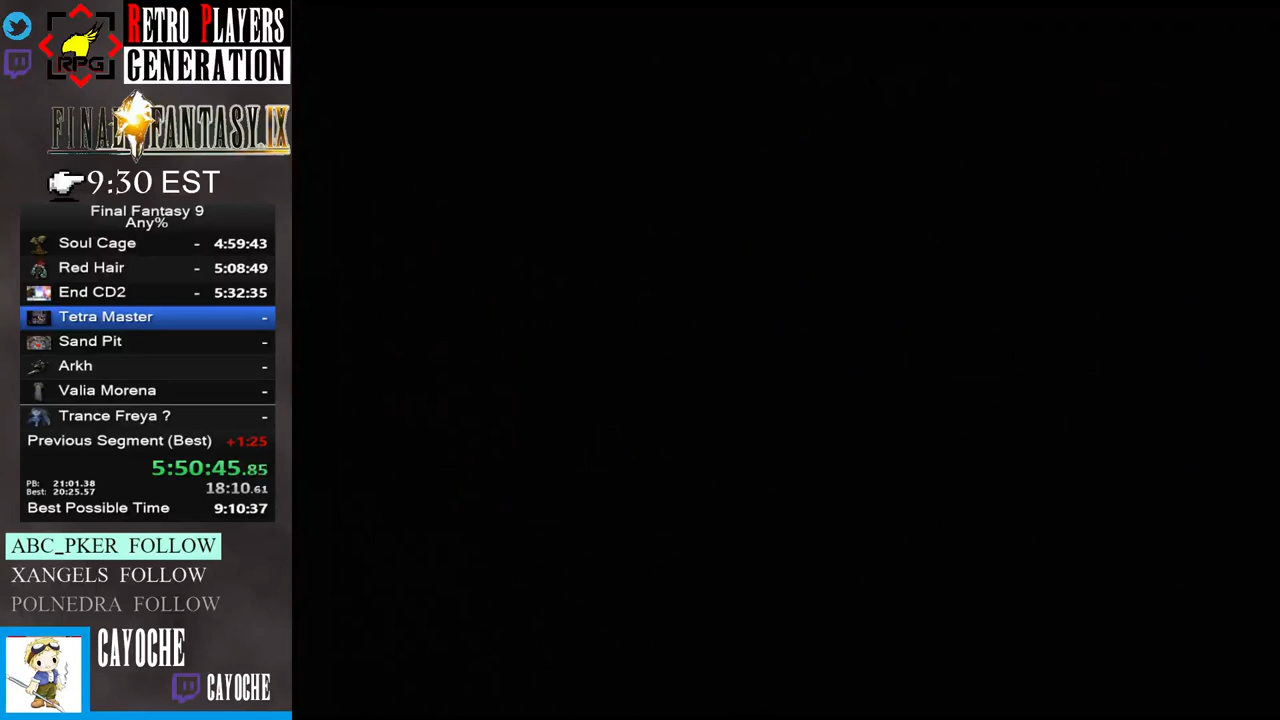 RPG
RETRO PLAYERS
GENERATION
FINAL FANTASY IX
9:30 EST
Final Fantasy 9
Any%
Soul Cage - 4:59:43
Red Hair - 5:08:49
End CD2 - 5:32:35
Tetra Master -
Sand Pit -
Arkh -
Valia Morena -
Trance Freya ? -
Previous Segment (Best) +1:25
5:50:45.85
PB: 21:01.38
Best: 20:25.57
18:10.61
Best Possible Time 9:10:37
ABC_PKER FOLLOW
XANGELS FOLLOW
POLNEDRA FOLLOW
CAYOCHE
CAYOCHE